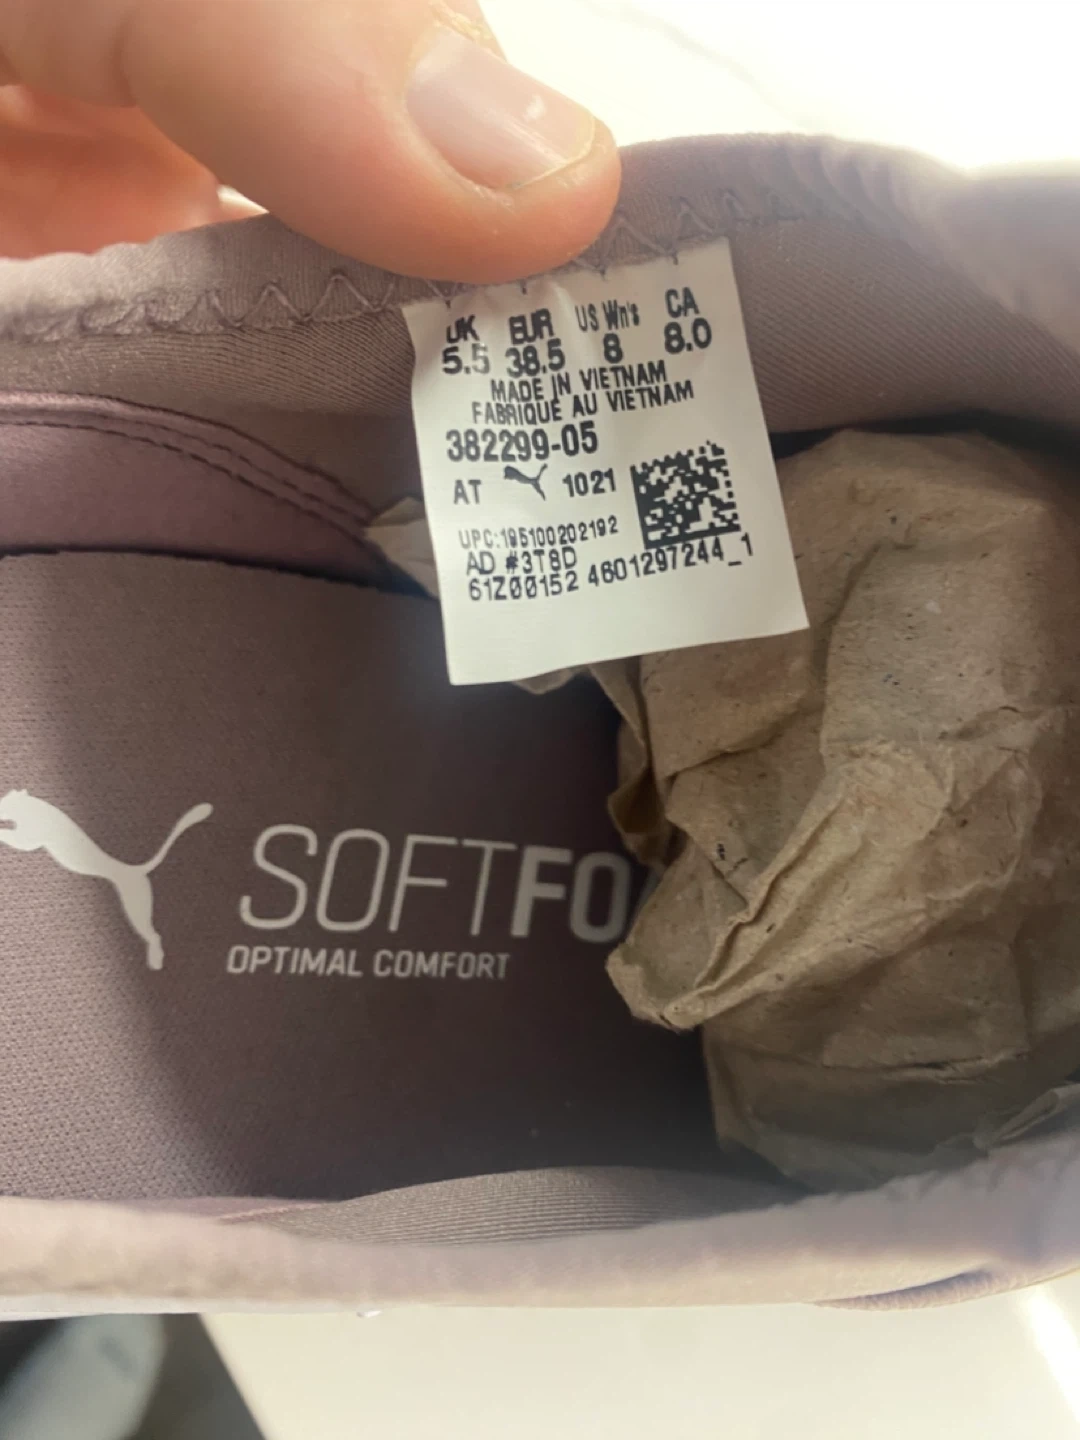 UK EUR US Wn's CA
5.5 38.5 8 8.0
MADE IN VIETNAM
FABRIQUÉ AU VIETNAM
382299-05
AT 1021
UPC:195100202192
AD #3T8D
61Z00152 4601297244_1
SOFTFO
OPTIMAL COMFORT